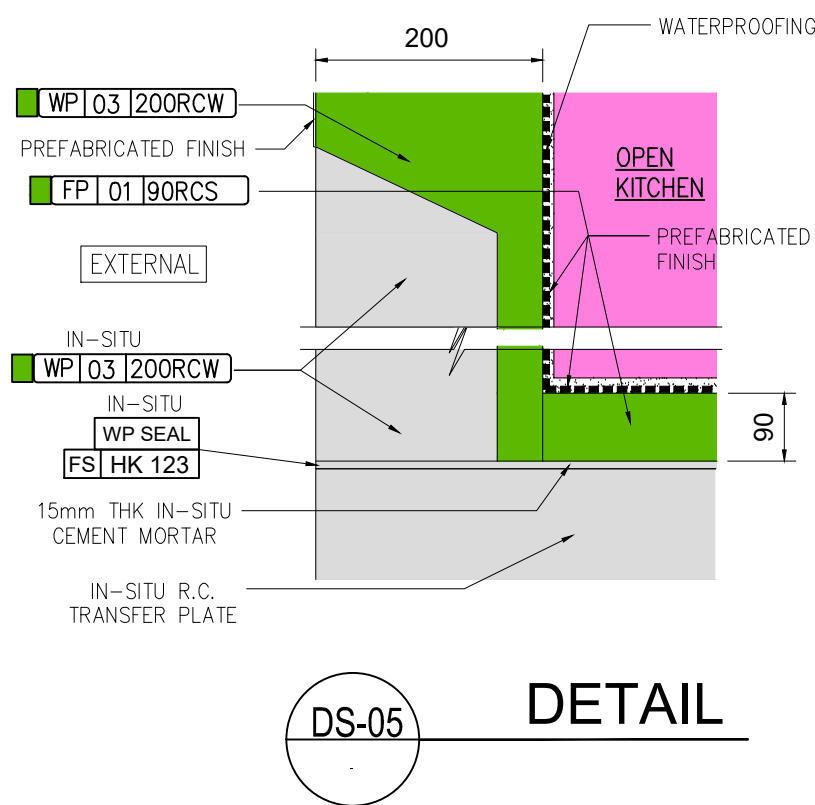 200
WATERPROOFING
WP 03 200RCW
PREFABRICATED FINISH
OPEN
KITCHEN
FP 01 90RCS
PREFABRICATED
FINISH
EXTERNAL
IN-SITU
WP 03 200RCW
IN-SITU
WP SEAL
FS HK 123
90
15mm THK IN-SITU
CEMENT MORTAR
IN-SITU R.C.
TRANSFER PLATE
DS-05
-
DETAIL